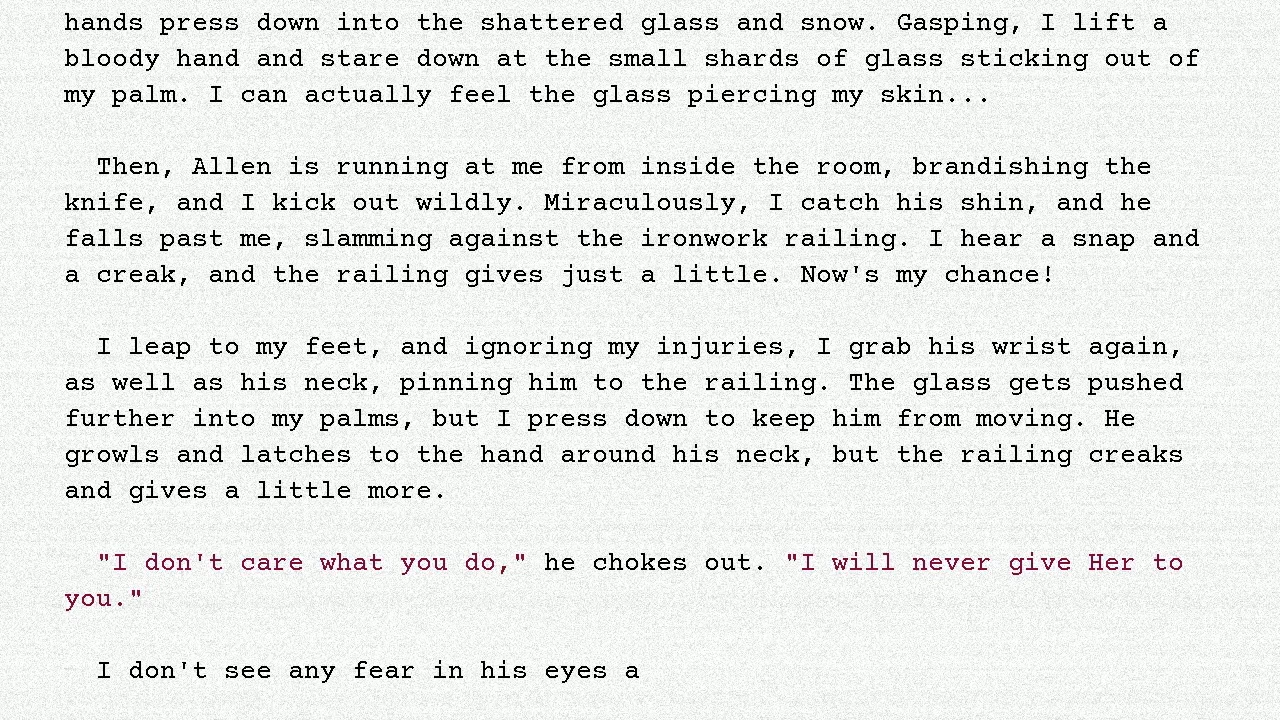 hands press down into the shattered glass and snow. Gasping, I lift a
bloody hand and stare down at the small shards of glass sticking out of
my palm. I can actually feel the glass piercing my skin...
Then, Allen is running at me from inside the room, brandishing the
knife, and I kick out wildly. Miraculously, I catch his shin, and he
falls past me, slamming against the ironwork railing. I hear a snap and
a creak, and the railing gives just a little. Now's my chance!
I leap to my feet, and ignoring my injuries, I grab his wrist again,
as well as his neck, pinning him to the railing. The glass gets pushed
further into my palms, but I press down to keep him from moving. He
growls and latches to the hand around his neck, but the railing creaks
and gives a little more.
"I don't care what you do," he chokes out. "I will never give Her to
you."
I don't see any fear in his eyes a